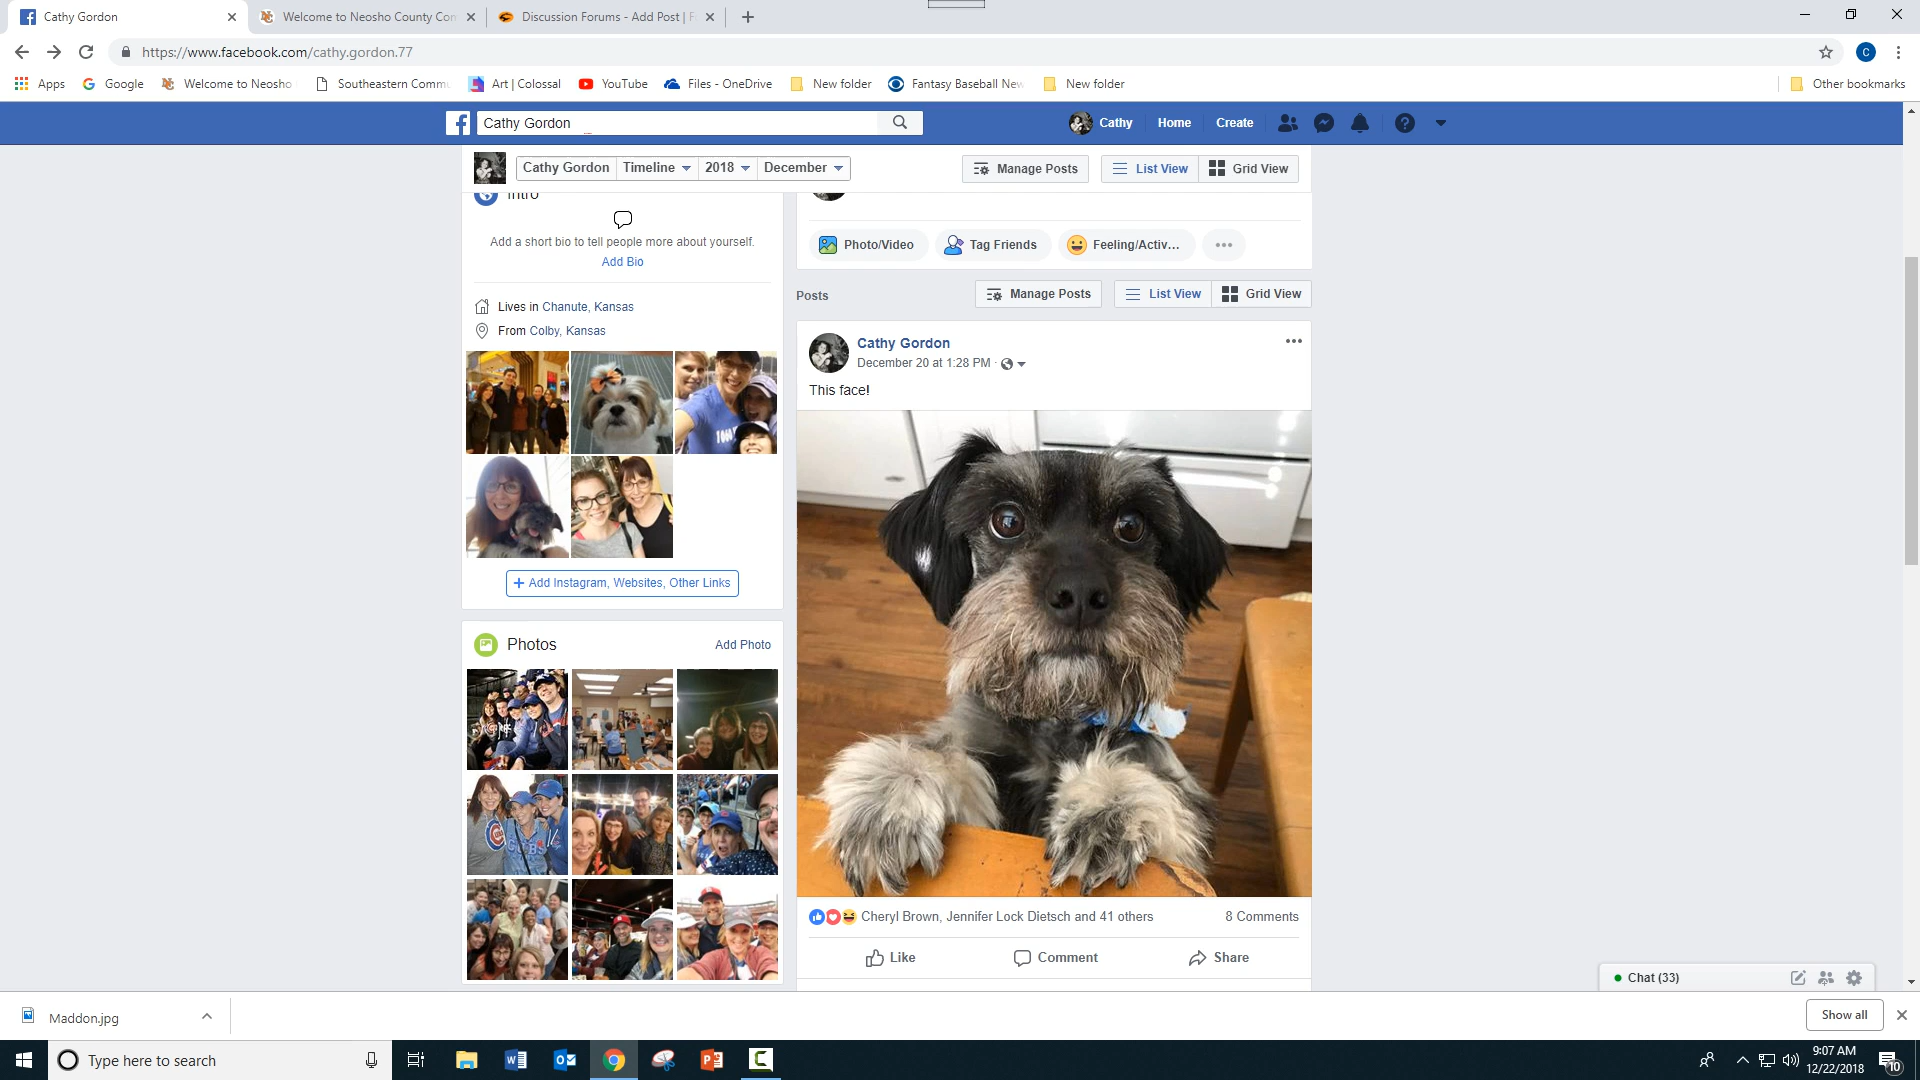 Cathy Gordon
Welcome to Neosho County Con
Discussion Forums - Add Post | F
https://www.facebook.com/cathy.gordon.77
C
Apps
Google
Welcome to Neosho
Southeastern Commu
Art | Colossal
YouTube
Files - OneDrive
New folder
Fantasy Baseball New
New folder
Other bookmarks
Cathy Gordon
Cathy
Home
Create
Cathy Gordon
Timeline
2018
December
Manage Posts
List View
Grid View
Intro
Add a short bio to tell people more about yourself.
Add Bio
Photo/Video
Tag Friends
Feeling/Activ...
Posts
Manage Posts
List View
Grid View
Lives in Chanute, Kansas
From Colby, Kansas
+ Add Instagram, Websites, Other Links
Cathy Gordon
December 20 at 1:28 PM ·
This face!
Photos
Add Photo
CUBS
Cheryl Brown, Jennifer Lock Dietsch and 41 others
8 Comments
Like
Comment
Share
Chat (33)
Maddon.jpg
Show all
Type here to search
9:07 AM
12/22/2018
10